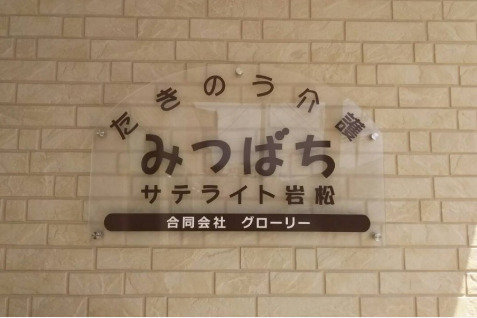 たきのう介護
みつばち
サテライト岩松
合同会社 グローリー